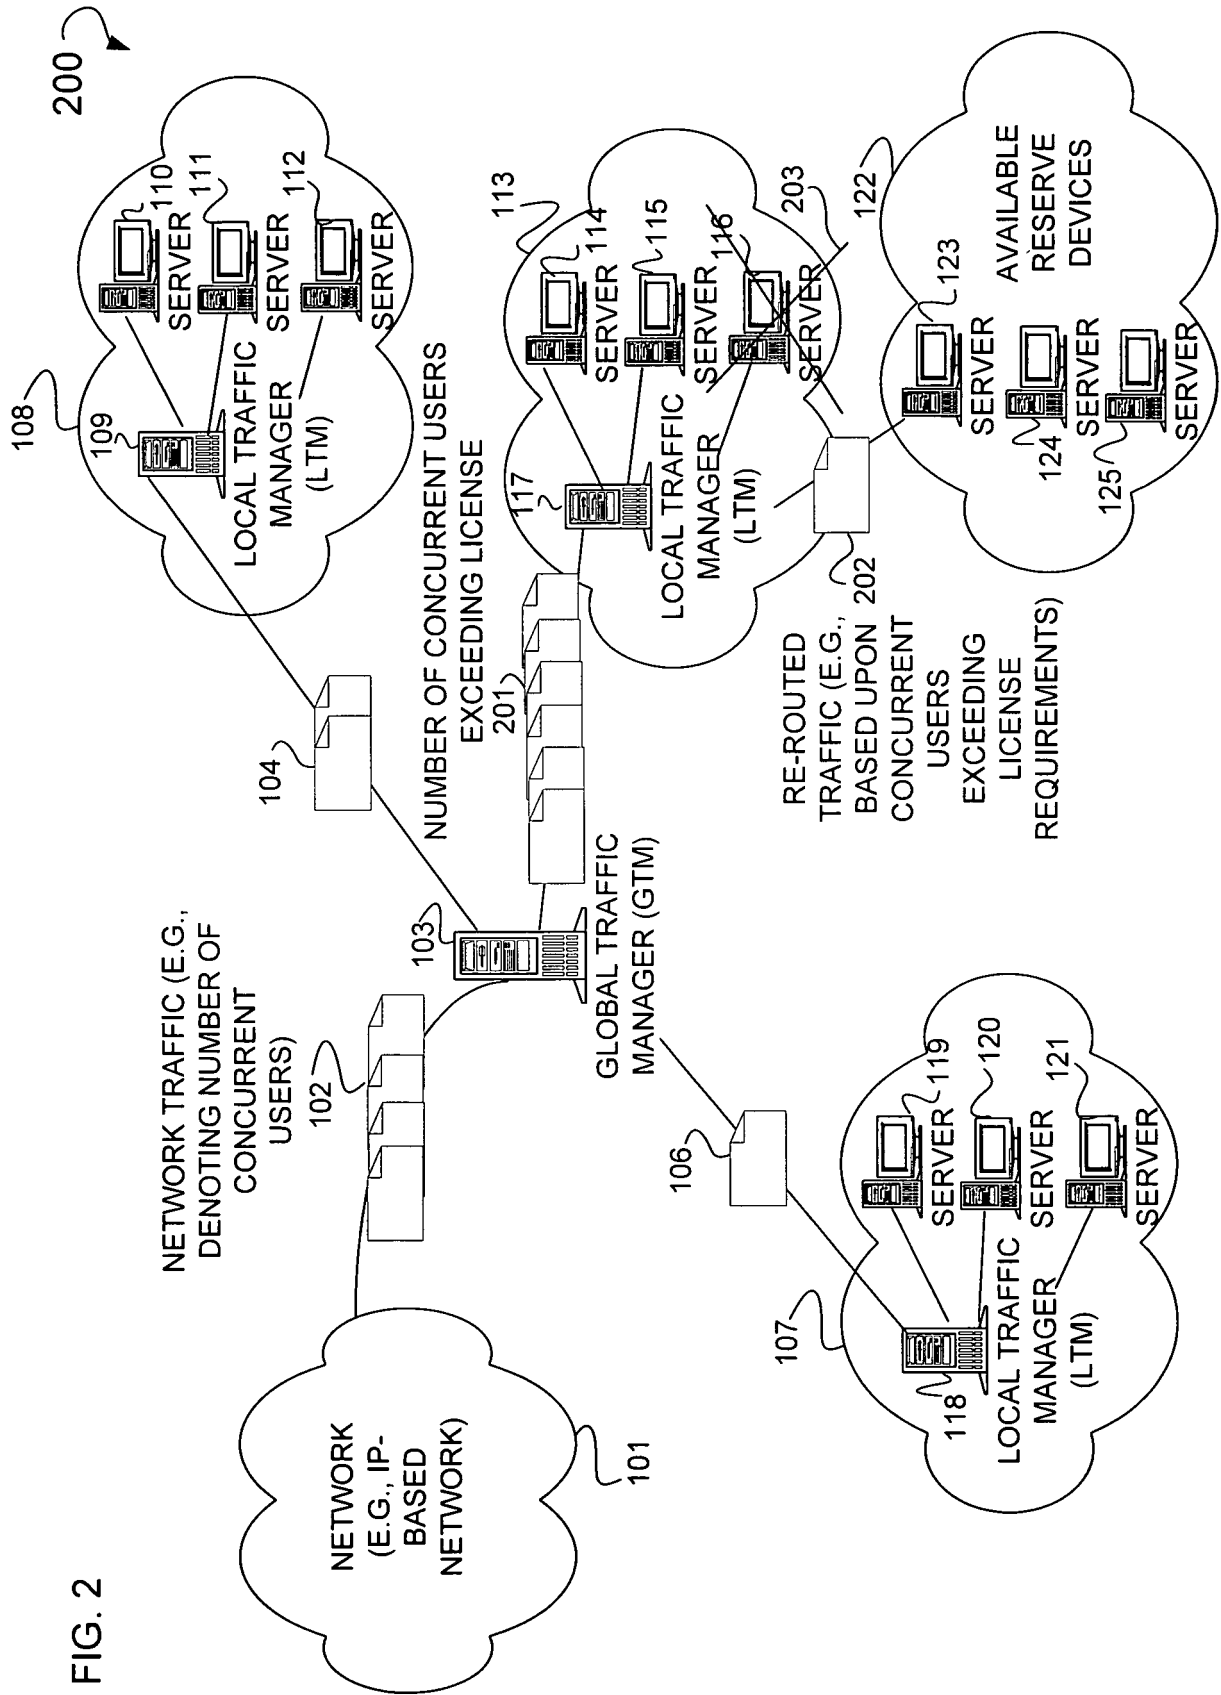 FIG. 2
200
NETWORK
(E.G., IP-
BASED
NETWORK)
101
NETWORK TRAFFIC (E.G.,
DENOTING NUMBER OF
CONCURRENT
USERS)
102
103
GLOBAL TRAFFIC
MANAGER (GTM)
104
108
109
LOCAL TRAFFIC
MANAGER
(LTM)
110
SERVER
111
SERVER
112
SERVER
NUMBER OF CONCURRENT USERS
EXCEEDING LICENSE
201
113
117
LOCAL TRAFFIC
MANAGER
(LTM)
114
SERVER
115
SERVER
116
SERVER
203
RE-ROUTED
TRAFFIC (E.G.,
BASED UPON
CONCURRENT
USERS
EXCEEDING
LICENSE
REQUIREMENTS)
202
122
123
SERVER
124
SERVER
125
SERVER
AVAILABLE
RESERVE
DEVICES
106
107
118
LOCAL TRAFFIC
MANAGER
(LTM)
119
SERVER
120
SERVER
121
SERVER